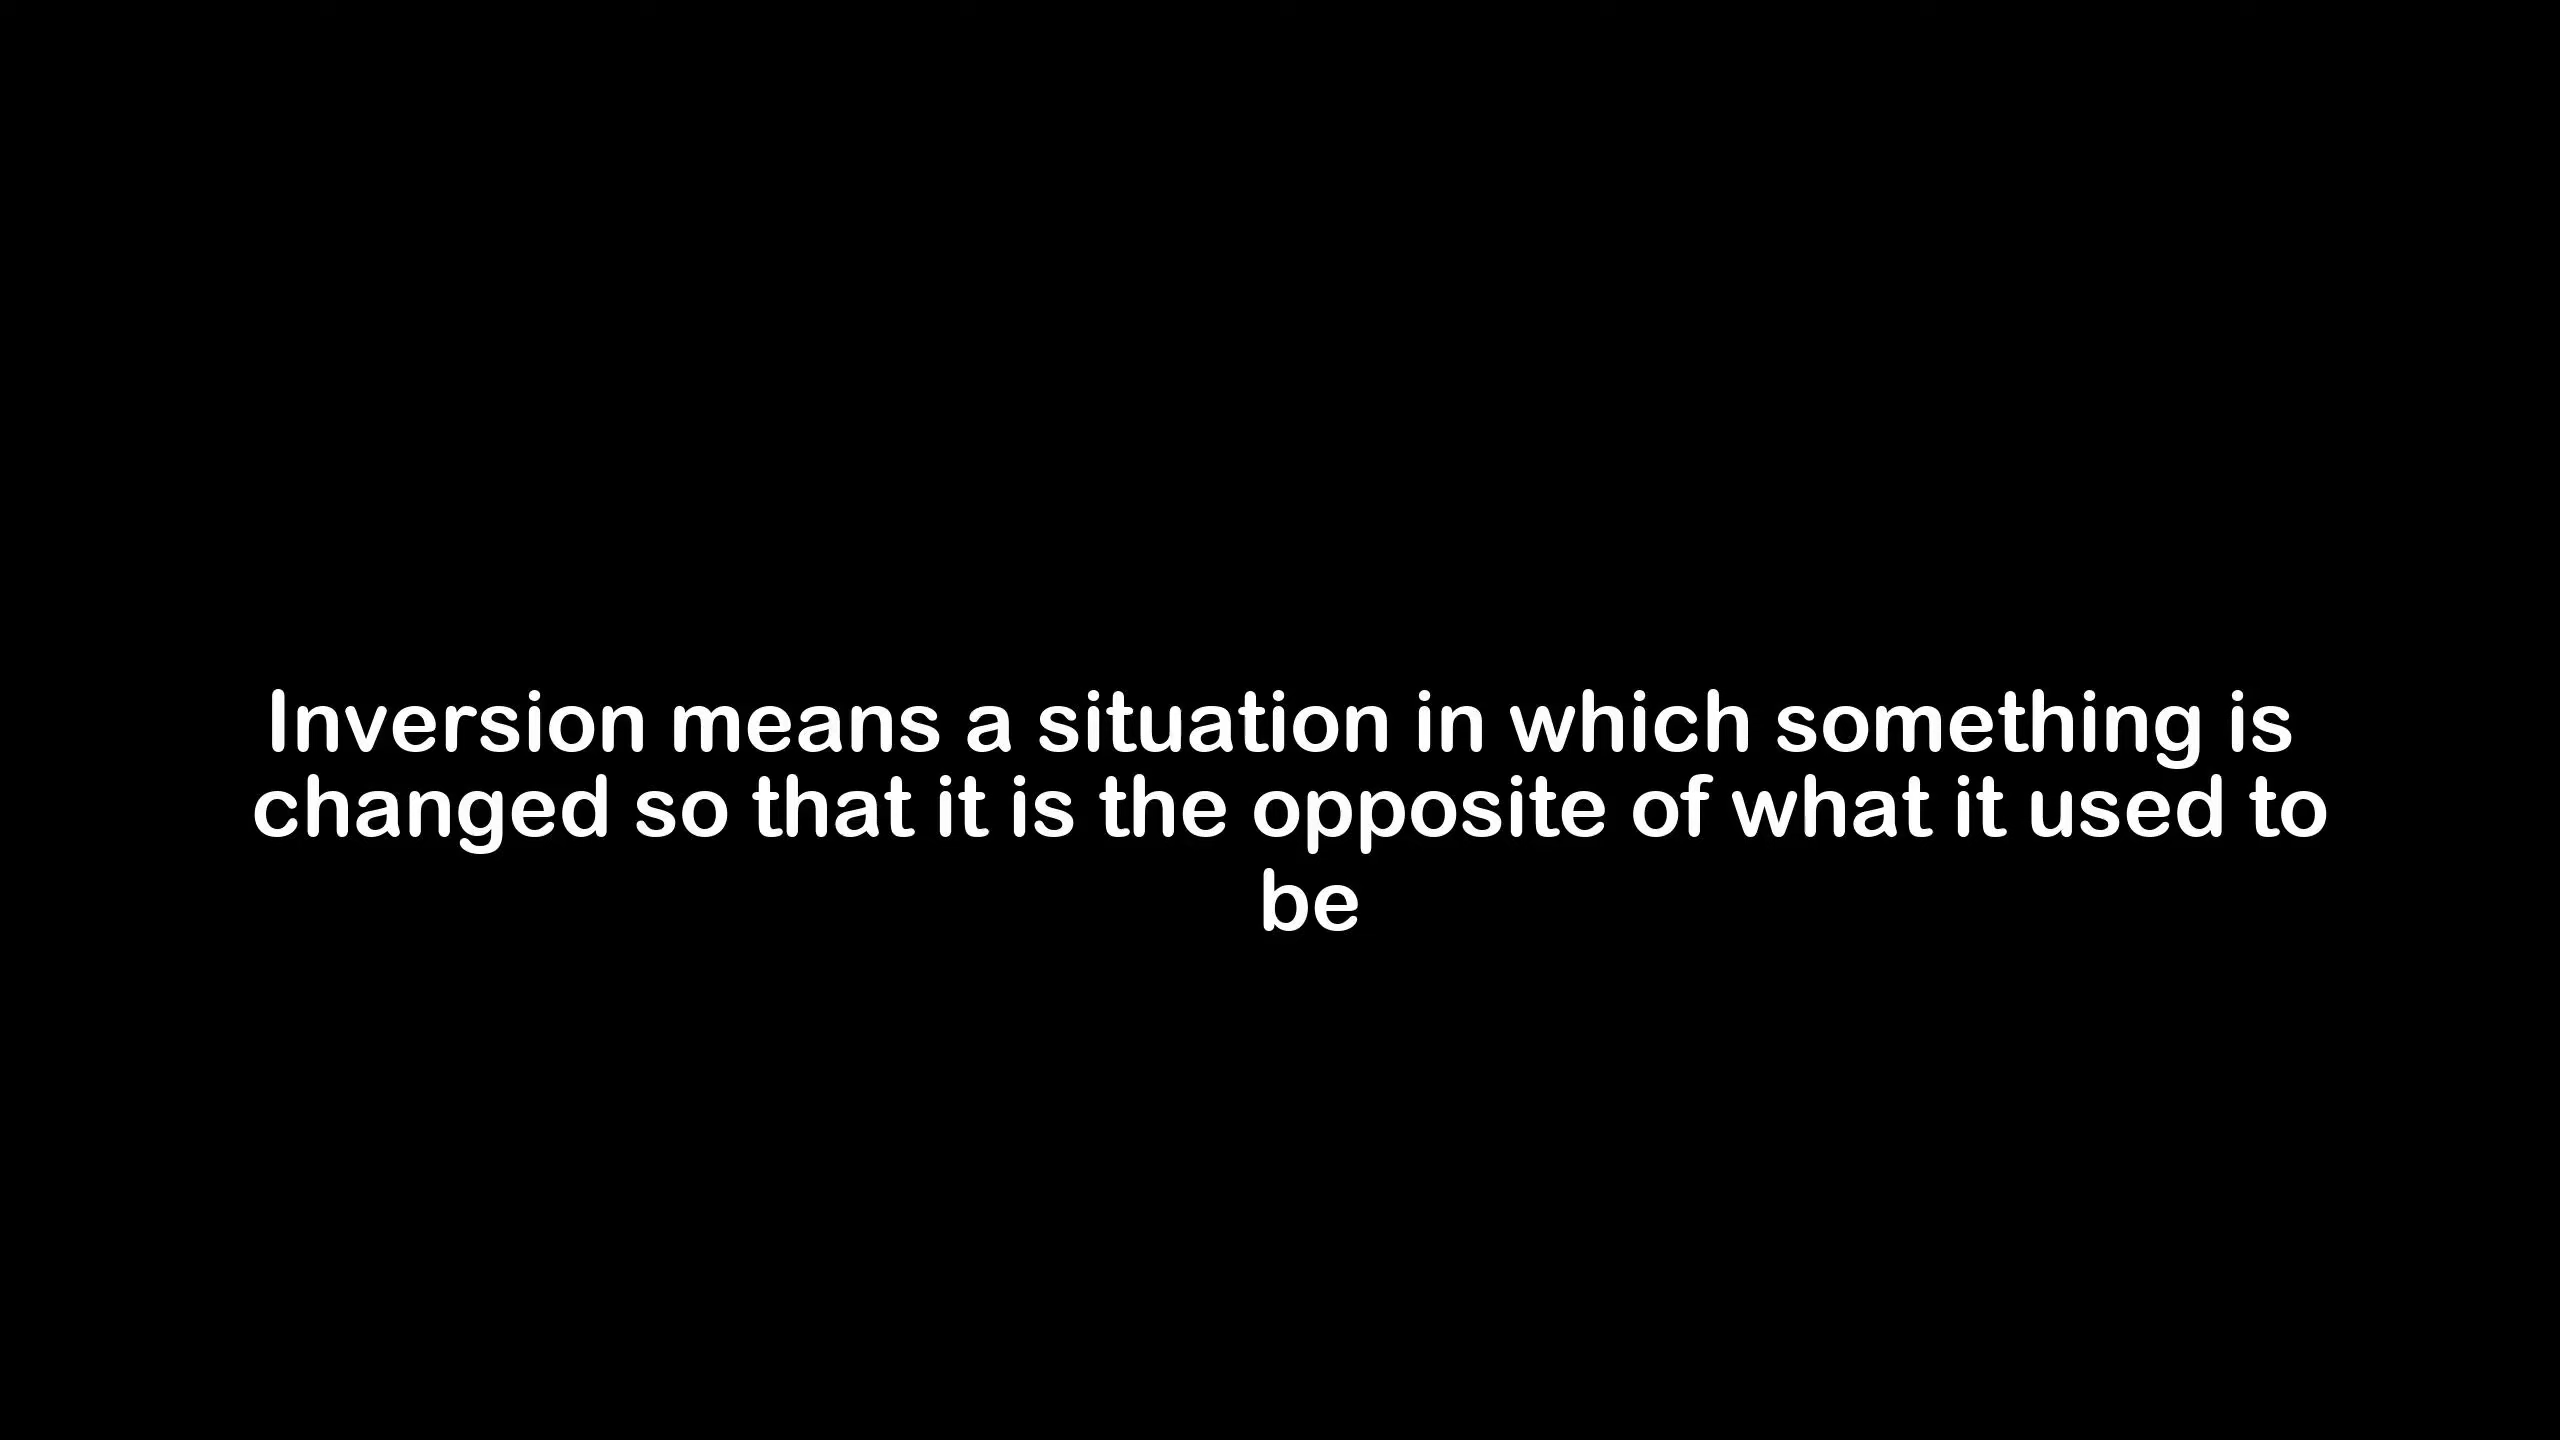 Inversion means a situation in which something is
changed so that it is the opposite of what it used to
be